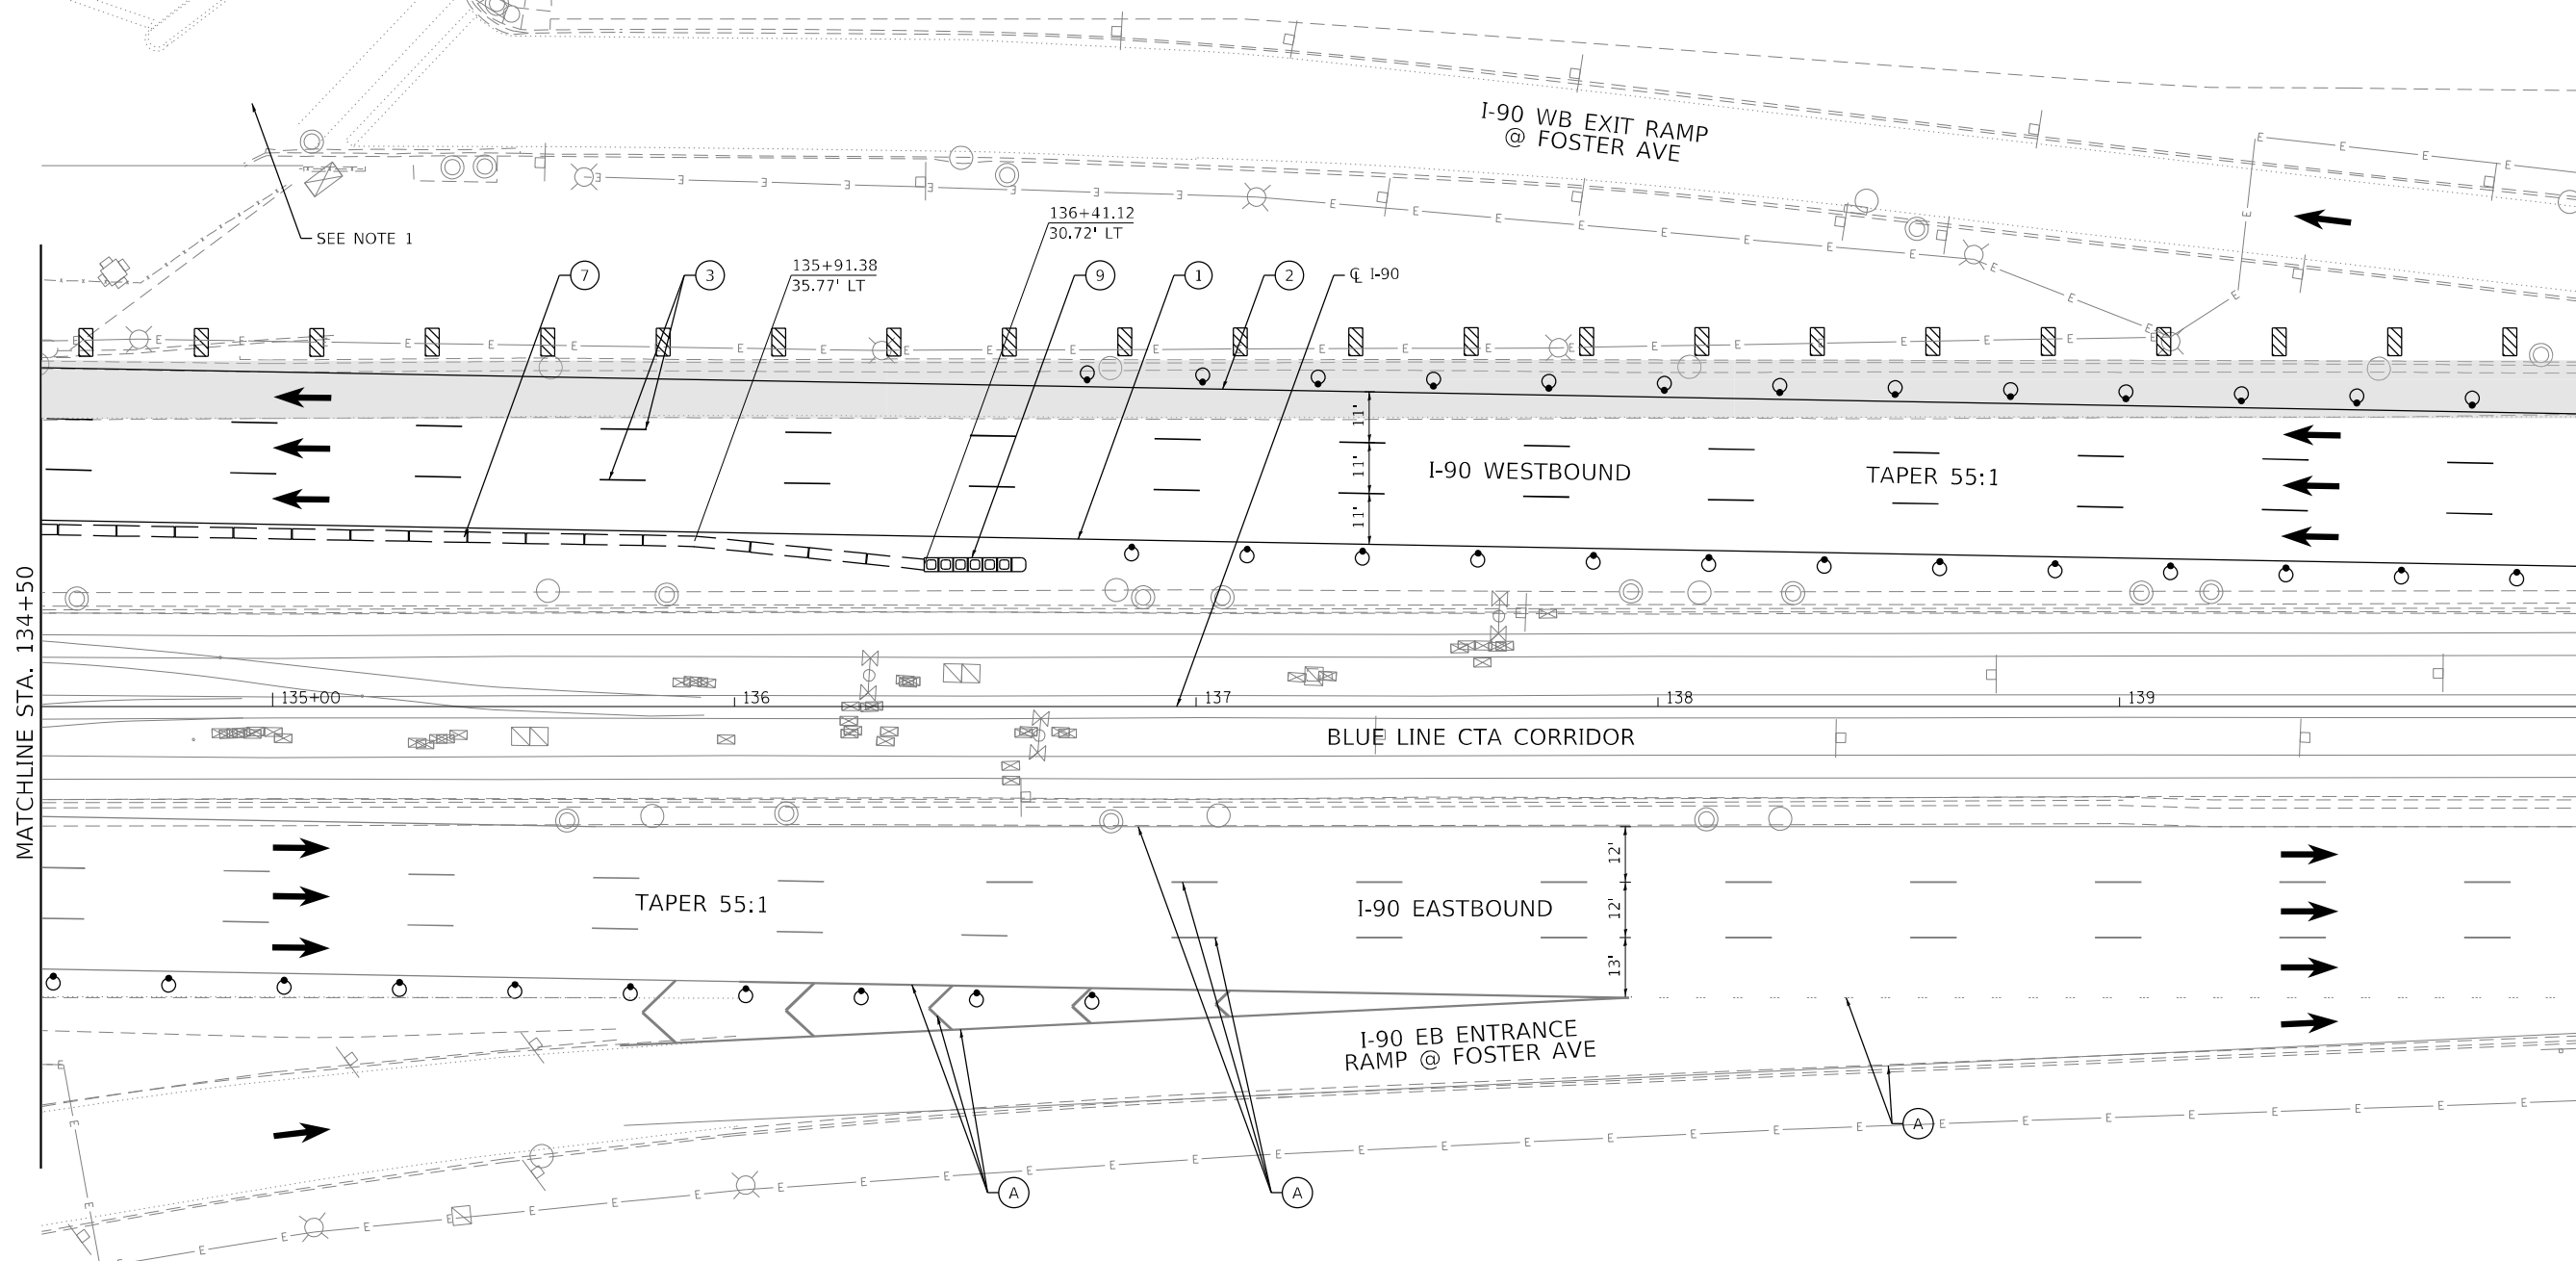 I-90 WB EXIT RAMP
@ FOSTER AVE
SEE NOTE 1
136+41.12
30.72' LT
135+91.38
35.77' LT
7
3
9
1
2
℄ I-90
11'
11'
11'
I-90 WESTBOUND
TAPER 55:1
MATCHLINE STA. 134+50
135+00
136
137
138
139
BLUE LINE CTA CORRIDOR
TAPER 55:1
I-90 EASTBOUND
12'
12'
13'
I-90 EB ENTRANCE
RAMP @ FOSTER AVE
A
A
A